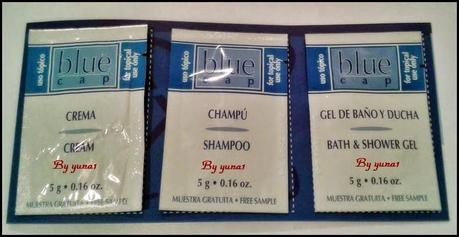 uso tópico
blue
cap
for topical use only
CREMA
CREAM
By yuna1
5 g • 0.16 oz.
MUESTRA GRATUITA • FREE SAMPLE
uso tópico
blue
cap
for topical use only
CHAMPÚ
SHAMPOO
By yuna1
5 g • 0.16 oz.
MUESTRA GRATUITA • FREE SAMPLE
uso tópico
blue
cap
for topical use only
GEL DE BAÑO Y DUCHA
BATH & SHOWER GEL
By yuna1
5 g • 0.16 oz.
MUESTRA GRATUITA • FREE SAMPLE